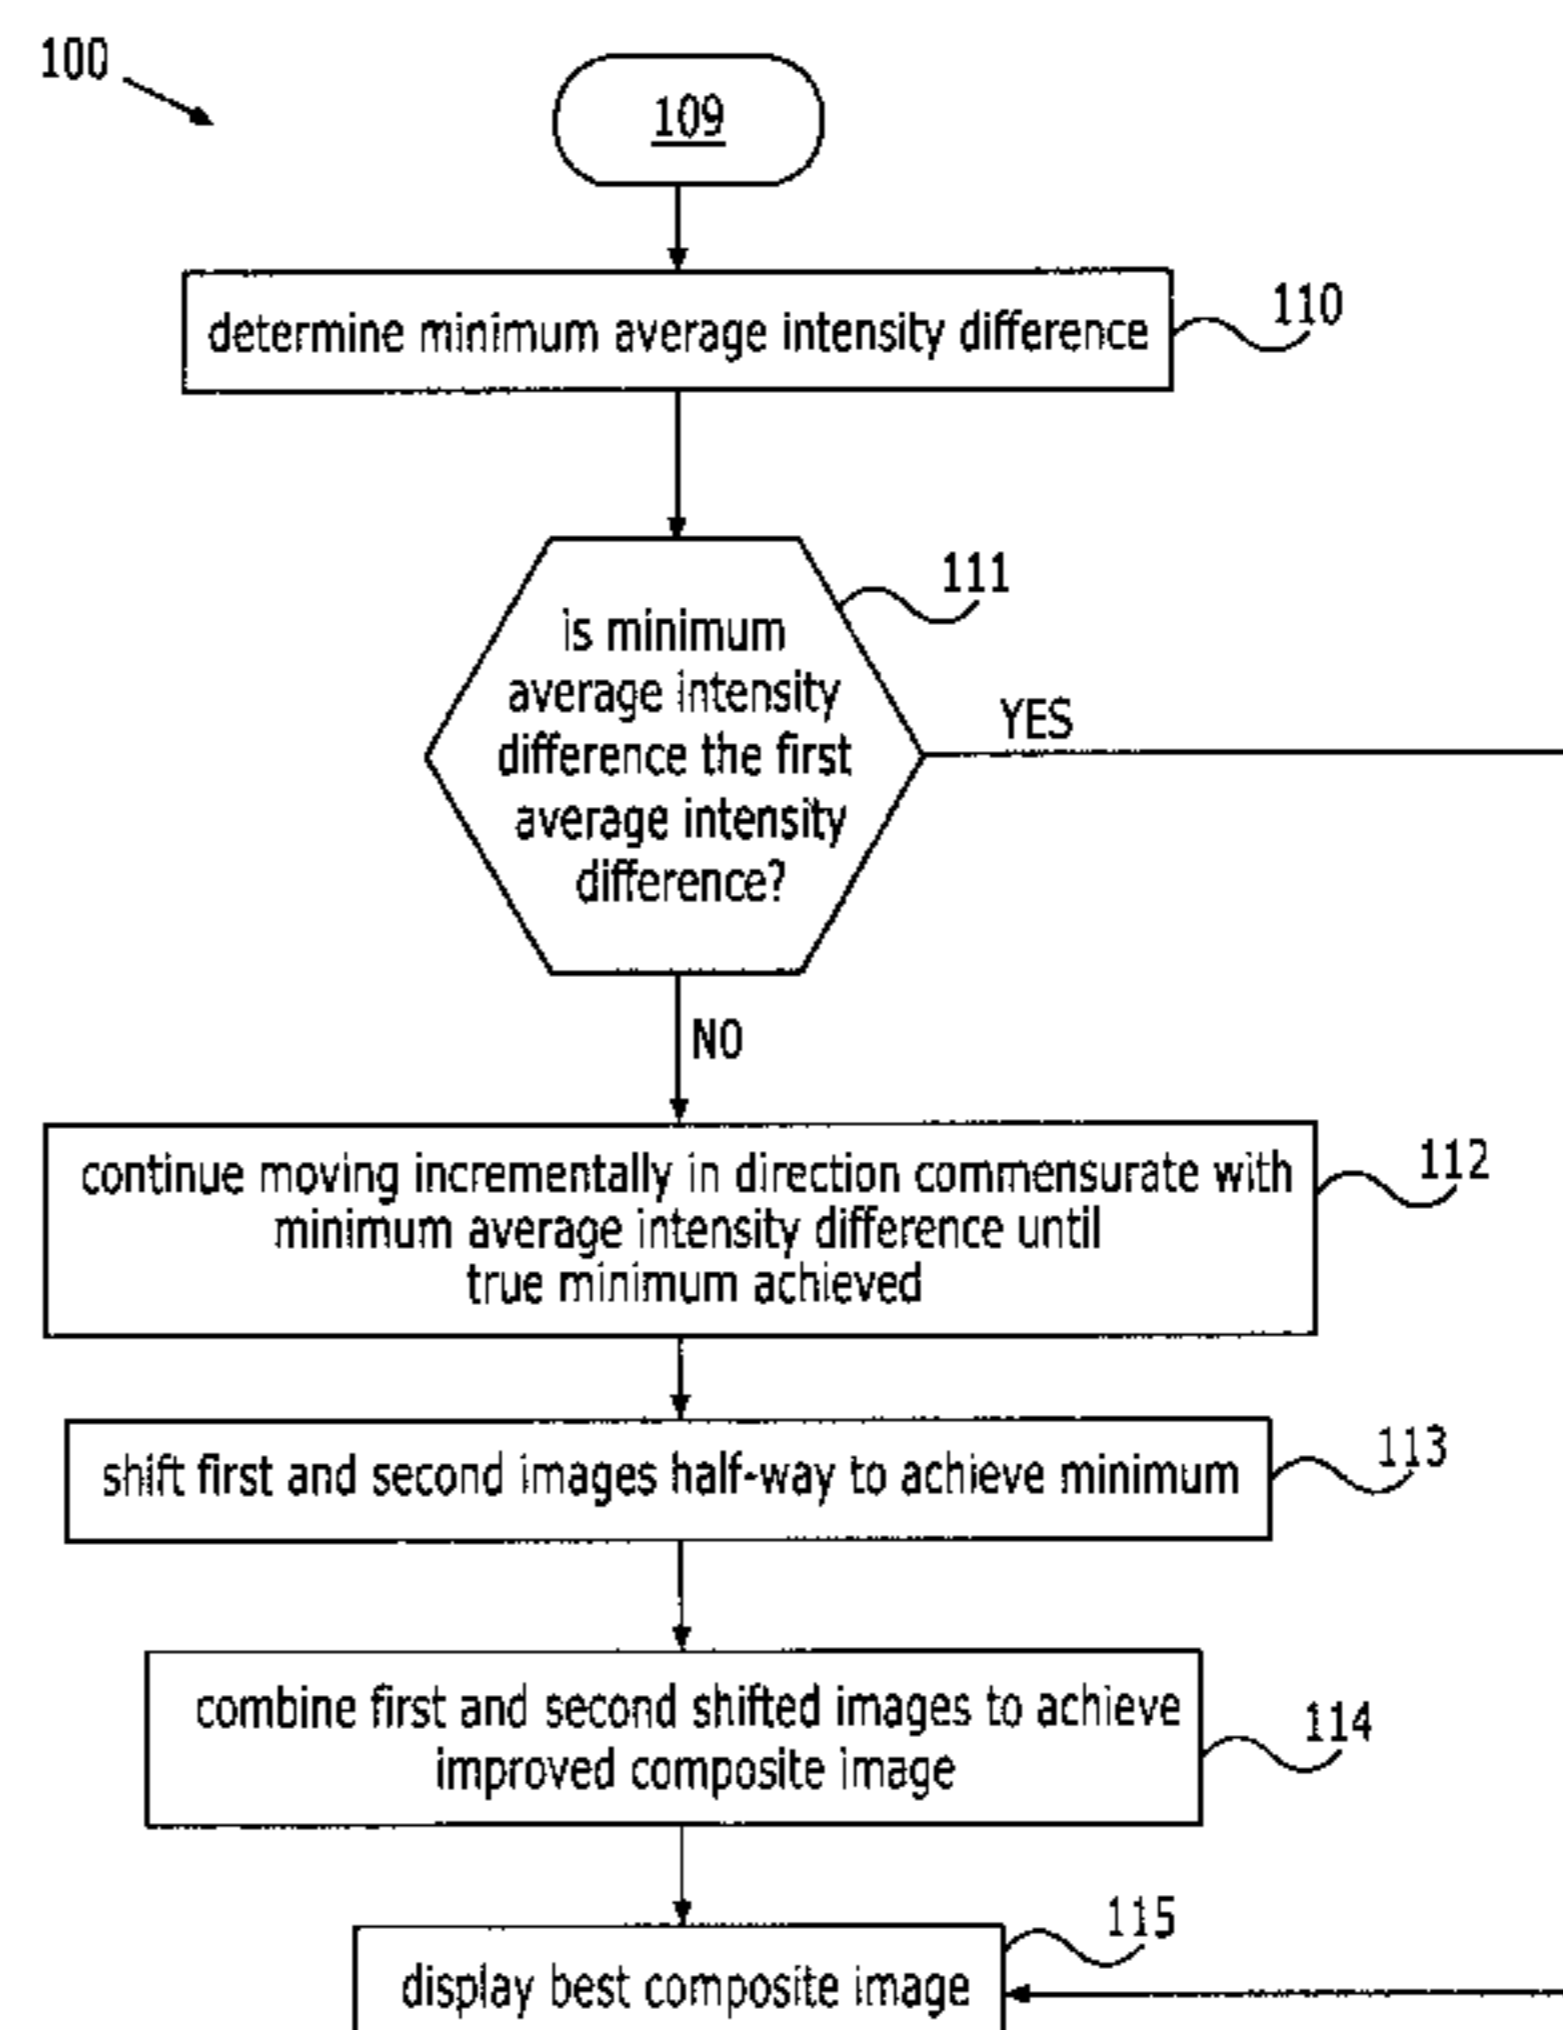 100
109
determine minimum average intensity difference
110
111
is minimum
average intensity
difference the first
average intensity
difference?
YES
NO
continue moving incrementally in direction commensurate with
minimum average intensity difference until
true minimum achieved
112
shift first and second images half-way to achieve minimum
113
combine first and second shifted images to achieve
improved composite image
114
115
display best composite image